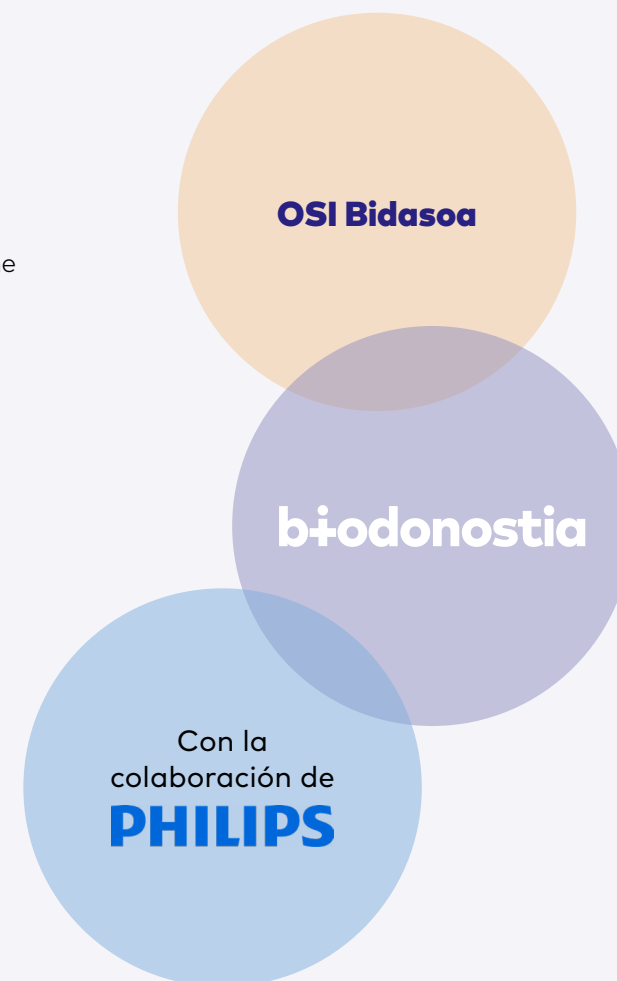 OSI Bidasoa
biodonostia
Con la
colaboración de
PHILIPS